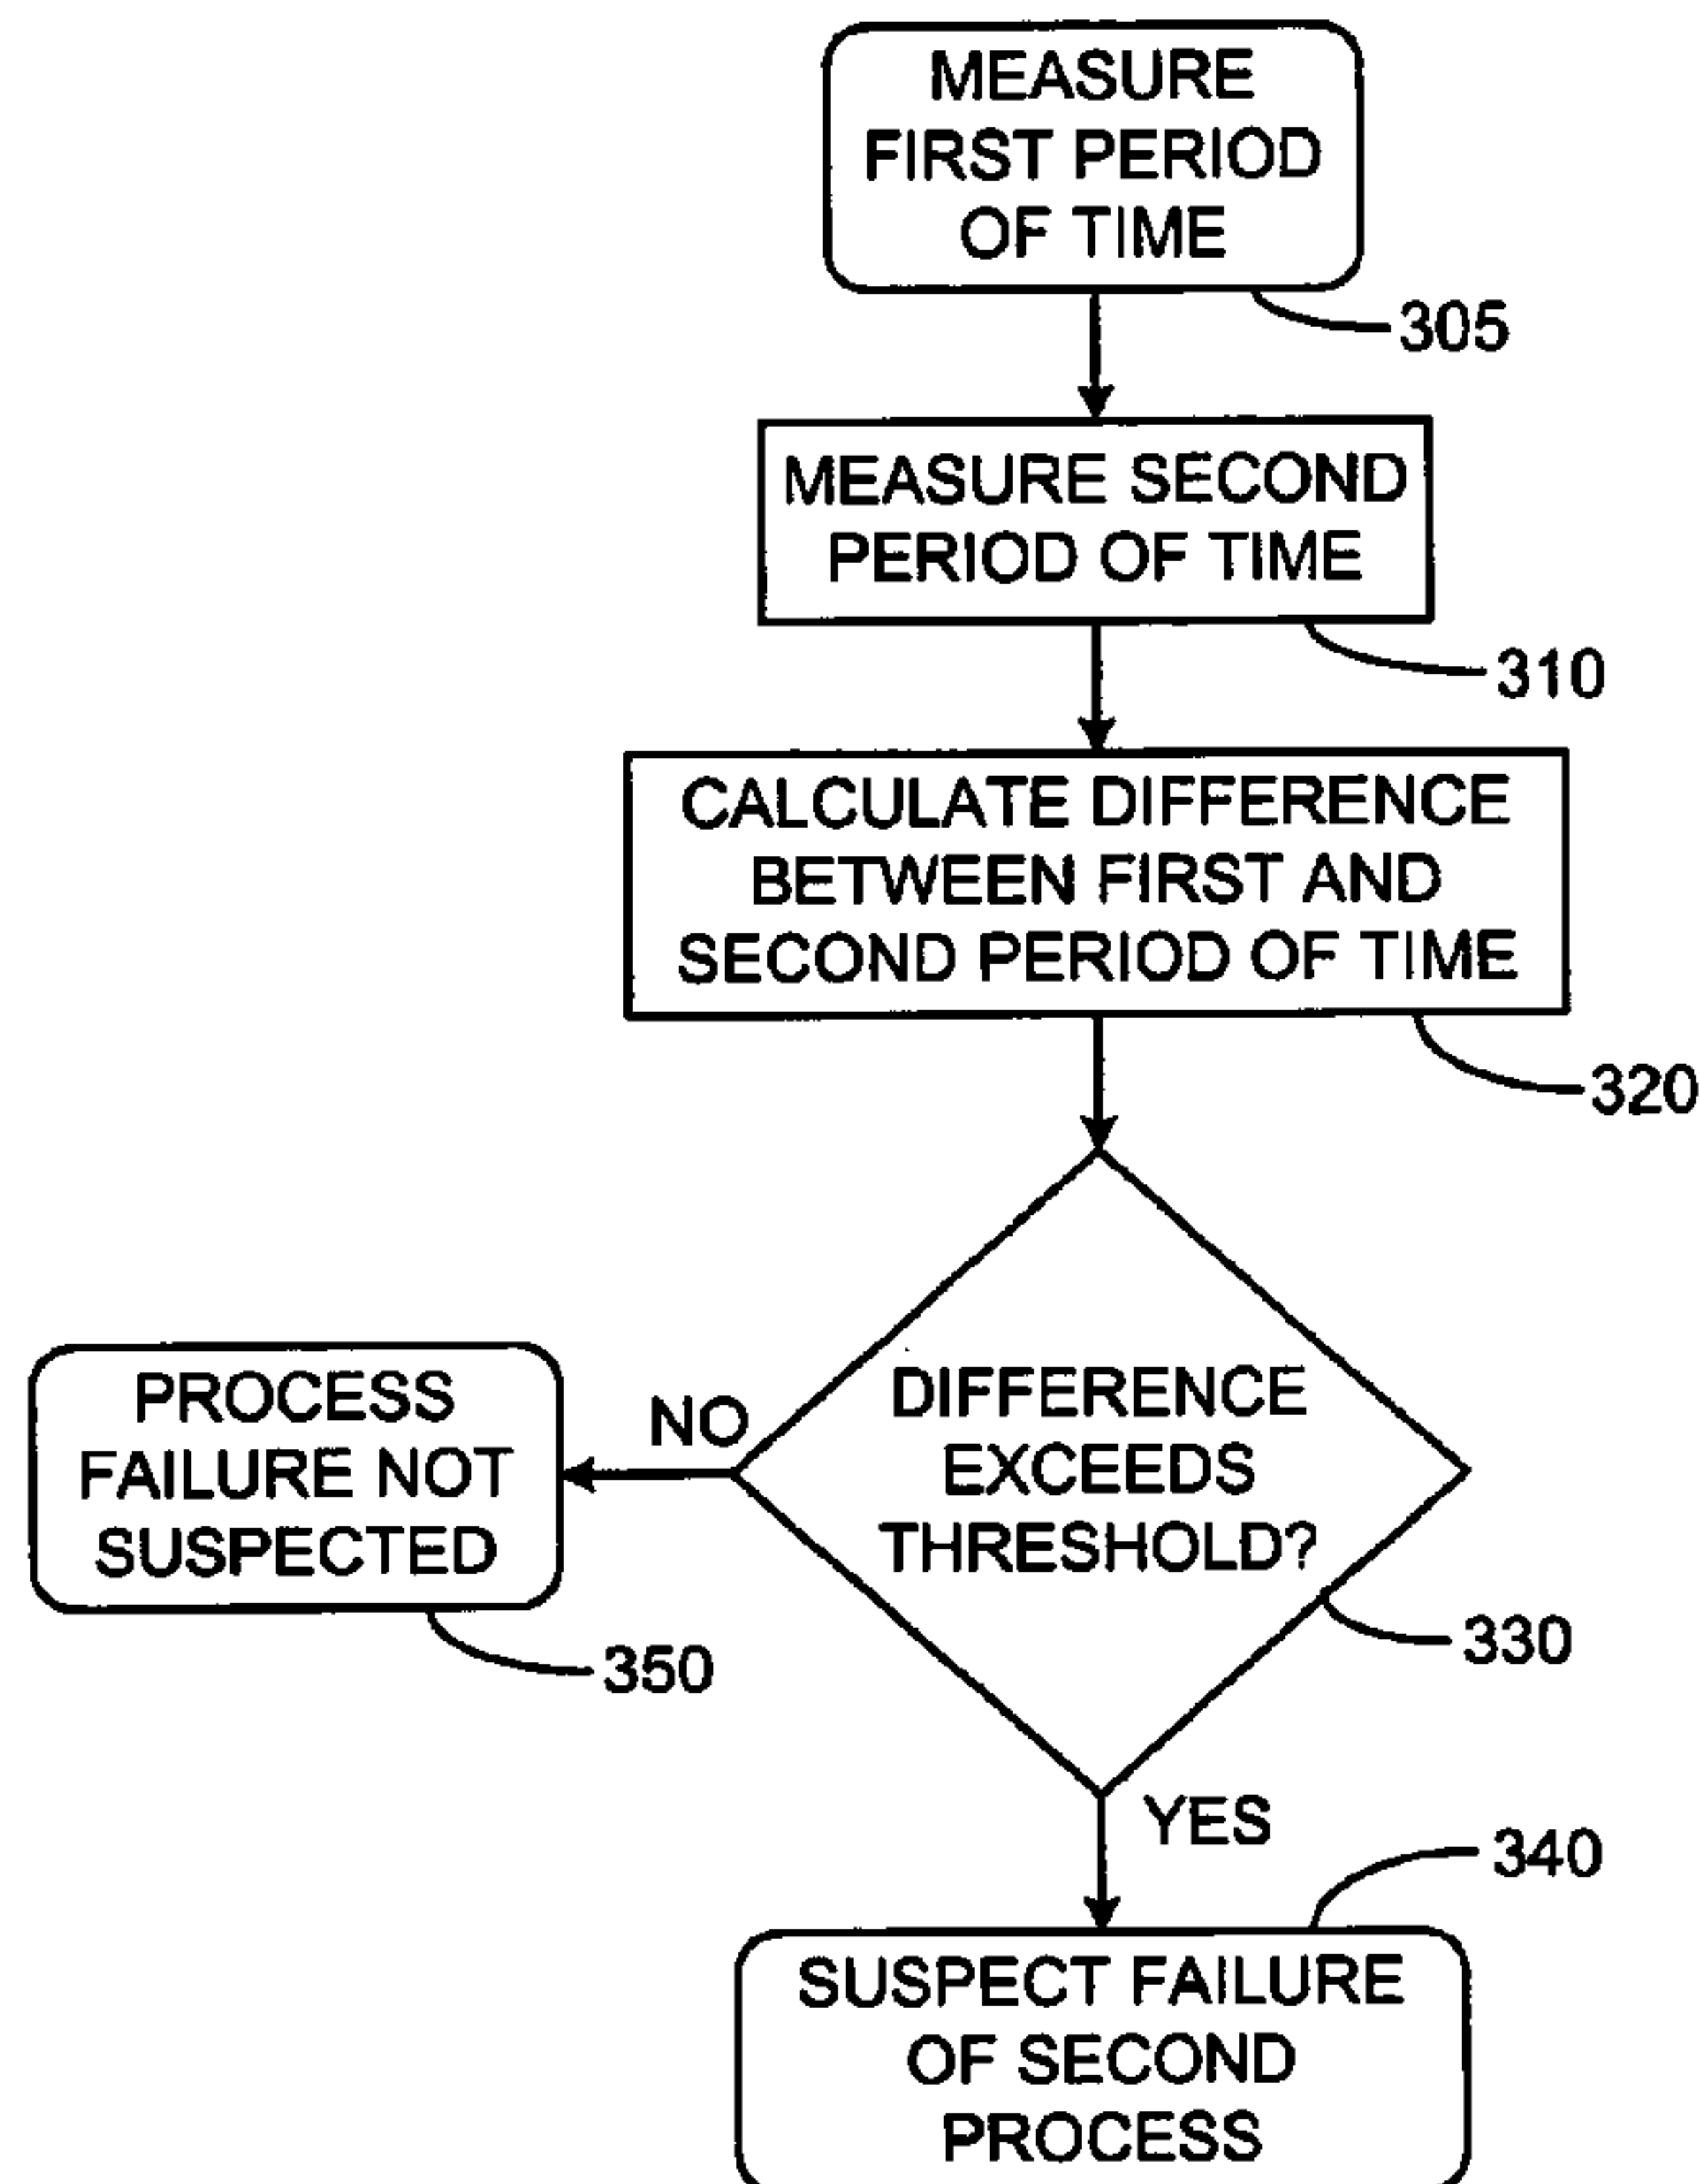 MEASURE
FIRST PERIOD
OF TIME
305
MEASURE SECOND
PERIOD OF TIME
310
CALCULATE DIFFERENCE
BETWEEN FIRST AND
SECOND PERIOD OF TIME
320
DIFFERENCE
EXCEEDS
THRESHOLD?
330
NO
PROCESS
FAILURE NOT
SUSPECTED
350
YES
340
SUSPECT FAILURE
OF SECOND
PROCESS